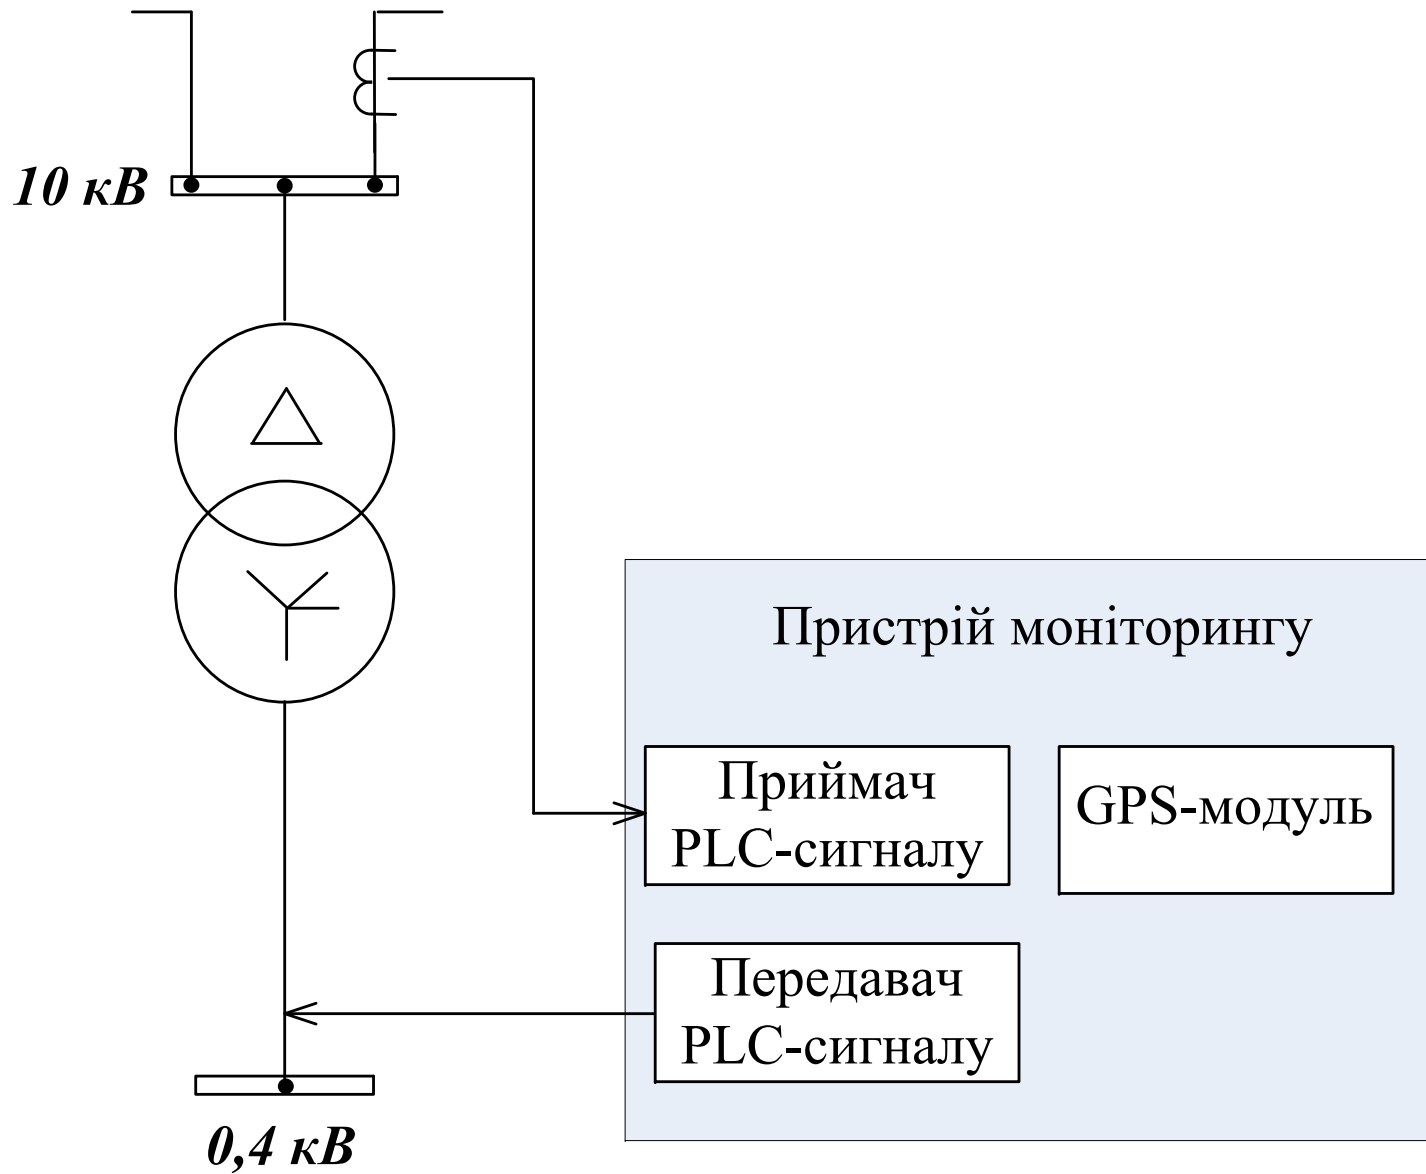 10 кВ
Пристрій моніторингу
Приймач
PLC-сигналу
GPS-модуль
Передавач
PLC-сигналу
0,4 кВ